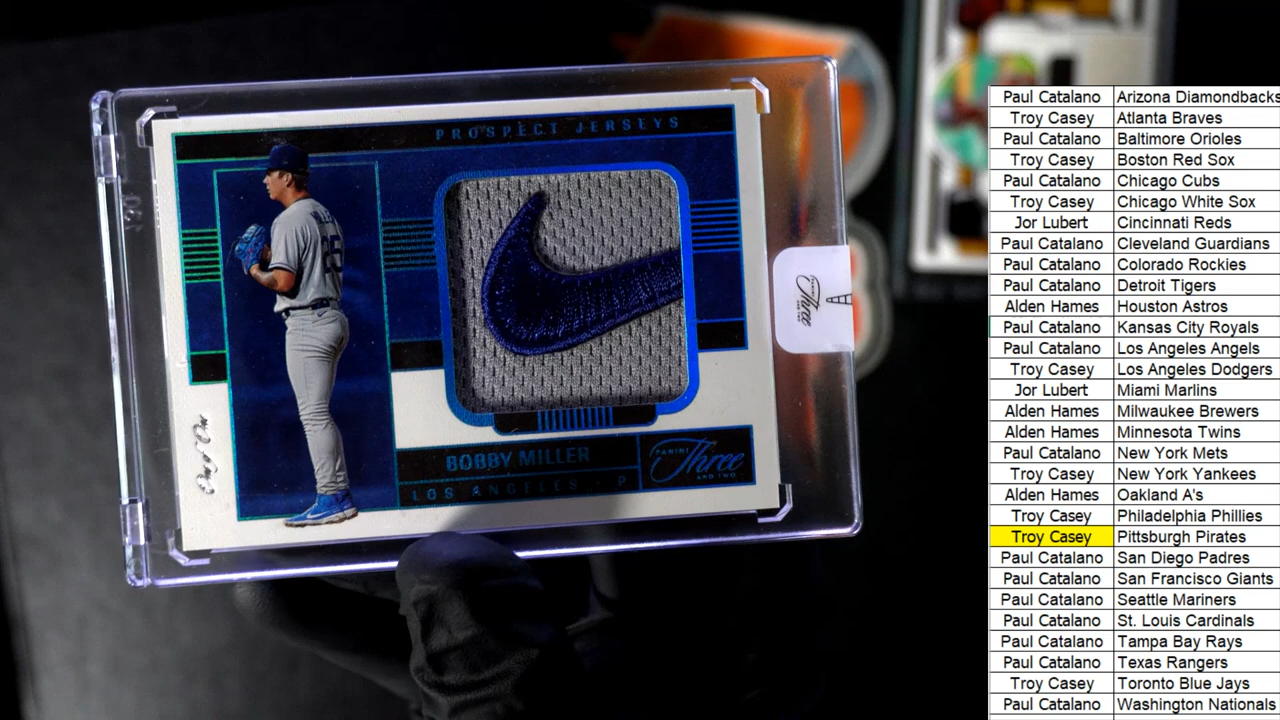 PROSPECT JERSEYS
25
One of One
BOBBY MILLER
LOS ANGELES - P
PANINI
Three
AND TWO
Three
AND TWO
Paul Catalano Arizona Diamondbacks
Troy Casey Atlanta Braves
Paul Catalano Baltimore Orioles
Troy Casey Boston Red Sox
Paul Catalano Chicago Cubs
Troy Casey Chicago White Sox
Jor Lubert Cincinnati Reds
Paul Catalano Cleveland Guardians
Paul Catalano Colorado Rockies
Paul Catalano Detroit Tigers
Alden Hames Houston Astros
Paul Catalano Kansas City Royals
Paul Catalano Los Angeles Angels
Troy Casey Los Angeles Dodgers
Jor Lubert Miami Marlins
Alden Hames Milwaukee Brewers
Alden Hames Minnesota Twins
Paul Catalano New York Mets
Troy Casey New York Yankees
Alden Hames Oakland A's
Troy Casey Philadelphia Phillies
Troy Casey Pittsburgh Pirates
Paul Catalano San Diego Padres
Paul Catalano San Francisco Giants
Paul Catalano Seattle Mariners
Paul Catalano St. Louis Cardinals
Paul Catalano Tampa Bay Rays
Paul Catalano Texas Rangers
Troy Casey Toronto Blue Jays
Paul Catalano Washington Nationals